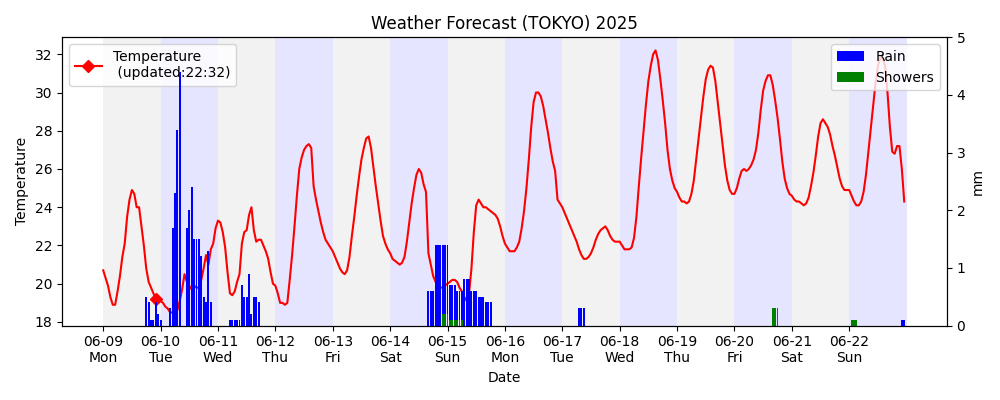 Weather Forecast (TOKYO) 2025
Temperature
(updated:22:32)
Rain
Showers
Temperature
32
30
28
26
24
22
20
18
5
4
3
2
1
0
mm
06-09 06-10 06-11 06-12 06-13 06-14 06-15 06-16 06-17 06-18 06-19 06-20 06-21 06-22
Mon Tue Wed Thu Fri Sat Sun Mon Tue Wed Thu Fri Sat Sun
Date